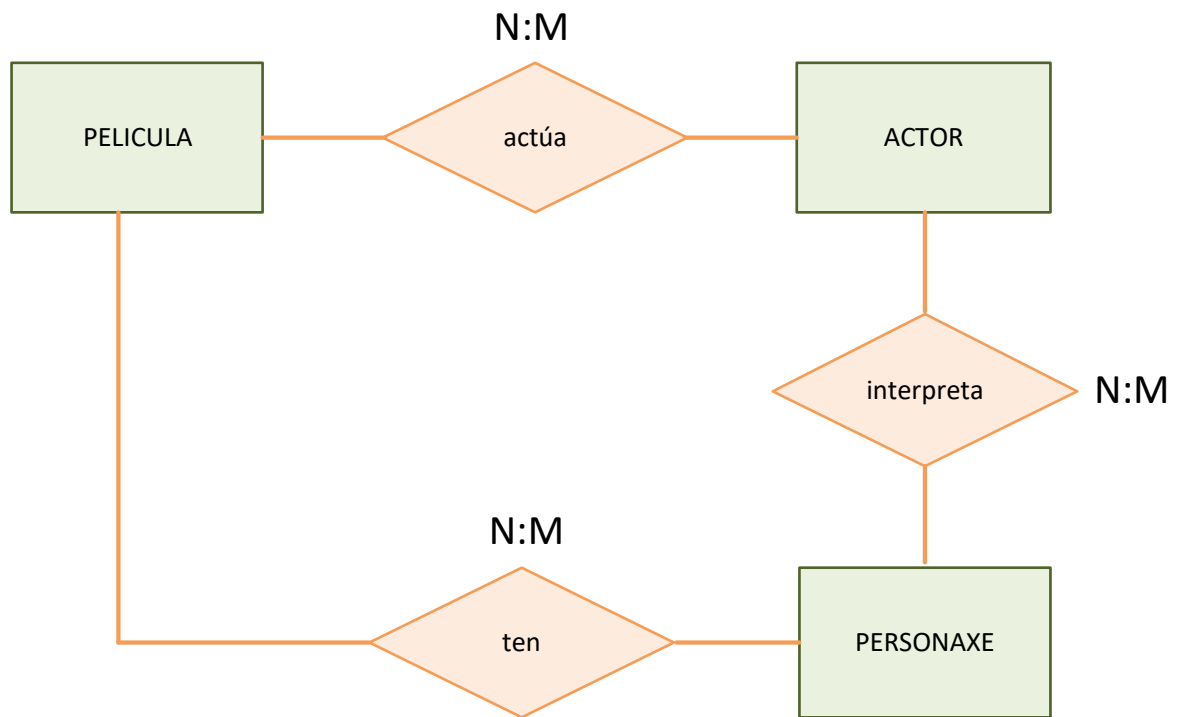 N:M
PELICULA
actúa
ACTOR
interpreta
N:M
N:M
ten
PERSONAXE